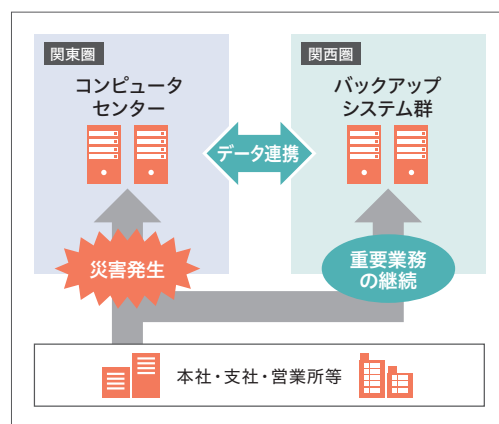 関東圏
コンピュータ
センター
関西圏
バックアップ
システム群
データ連携
災害発生
重要業務
の継続
本社・支社・営業所等